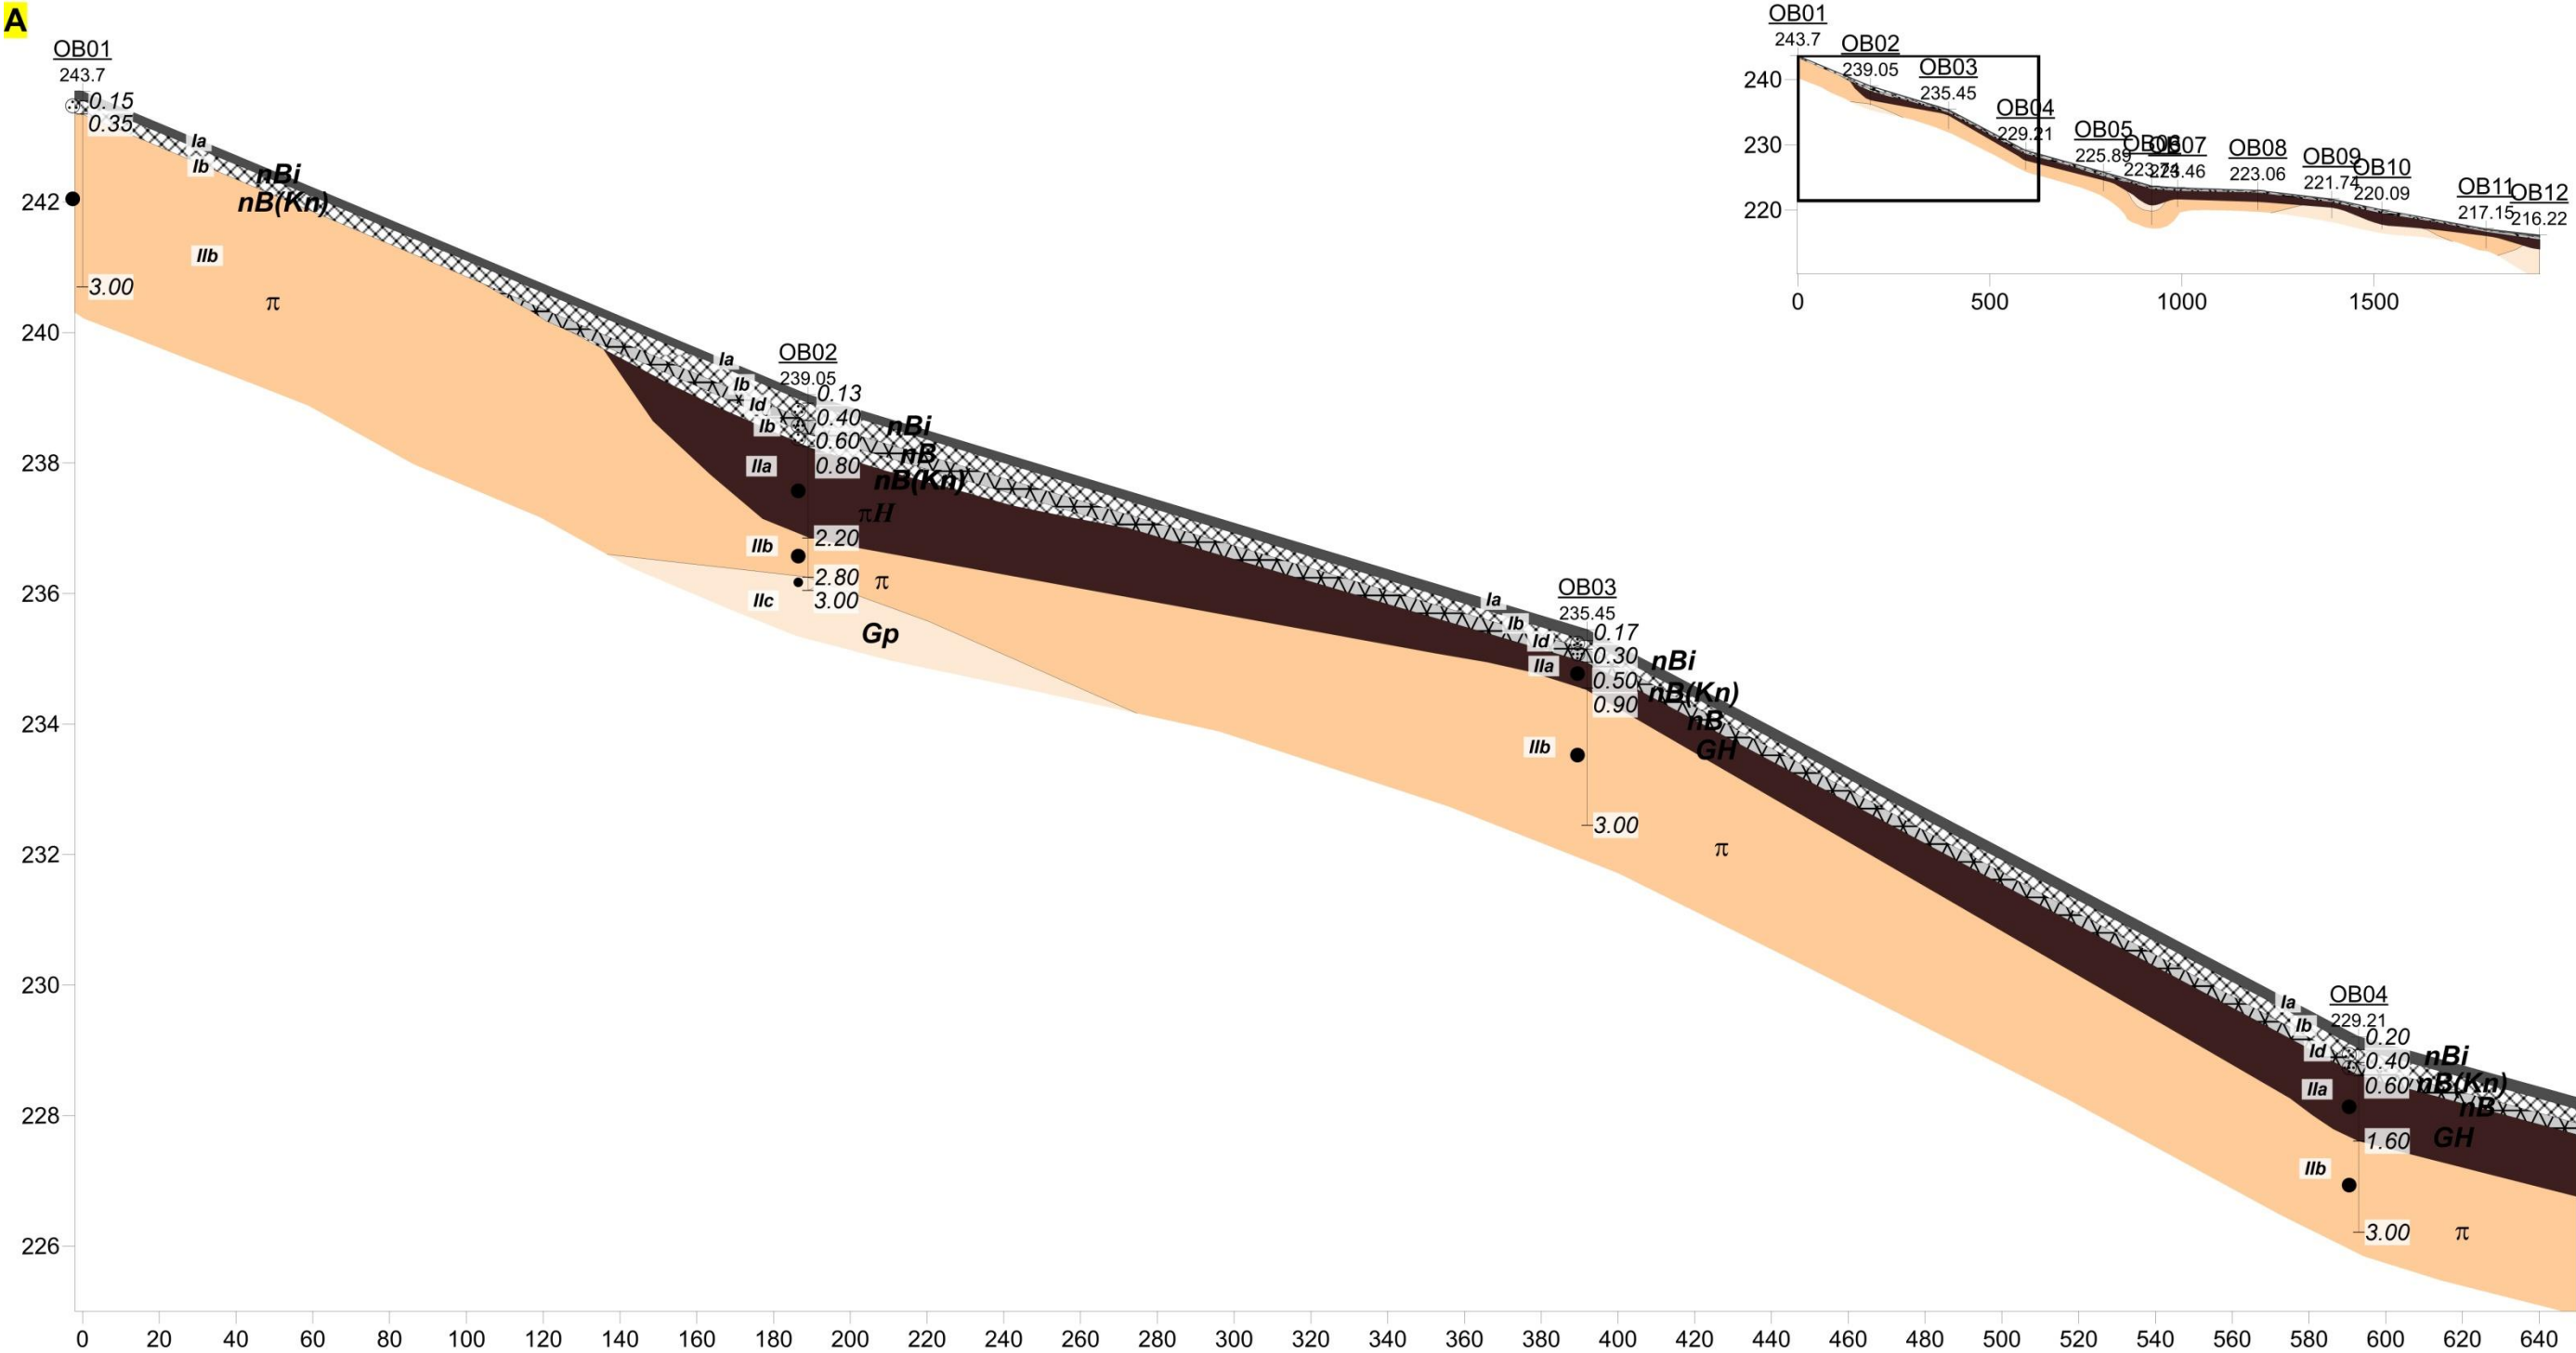 A
OB01
243.7
0.15
0.35
3.00
Ia
Ib
IIb
nBi
nB(Kn)
π
OB02
239.05
0.13
0.40
0.60
0.80
2.20
2.80
3.00
Ia
Ib
Id
Ib
IIa
IIb
IIc
nBi
nB
nB(Kn)
πH
π
Gp
OB03
235.45
0.17
0.30
0.50
0.90
3.00
Ia
Ib
Id
IIa
IIb
nBi
nB(Kn)
nB
GH
π
OB04
229.21
0.20
0.40
0.60
1.60
3.00
Ia
Ib
Id
IIa
IIb
nBi
nB(Kn)
nB
GH
π
242
240
238
236
234
232
230
228
226
0 20 40 60 80 100 120 140 160 180 200 220 240 260 280 300 320 340 360 380 400 420 440 460 480 500 520 540 560 580 600 620 640
OB01
243.7
OB02
239.05
OB03
235.45
OB04
229.21
OB05
225.89
OB06
223.74
OB07
223.46
OB08
223.06
OB09
221.74
OB10
220.09
OB11
217.15
OB12
216.22
240
230
220
0 500 1000 1500